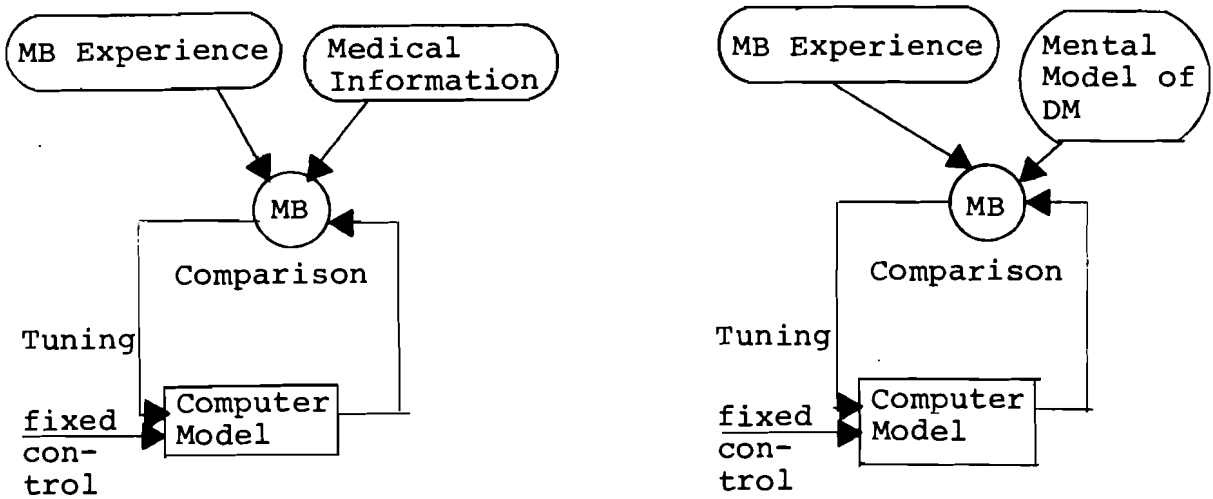 MB Experience
Medical
Information
MB
Comparison
Tuning
Computer
Model
fixed
con-
trol
MB Experience
Mental
Model of
DM
MB
Comparison
Tuning
Computer
Model
fixed
con-
trol